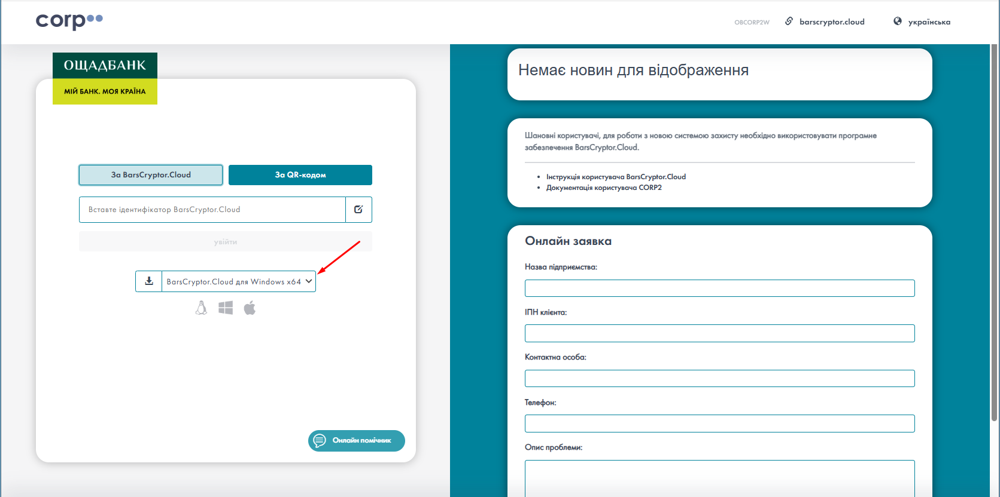 corp
OBCORP2W
barscryptor.cloud
українська
ОЩАДБАНК
МІЙ БАНК. МОЯ КРАЇНА
За BarsCryptor.Cloud
За QR-кодом
Вставте ідентифікатор BarsCryptor.Cloud
увійти
BarsCryptor.Cloud для Windows x64
Онлайн помічник
Немає новин для відображення
Шановні користувачі, для роботи з новою системою захисту необхідно використовувати програмне
забезпечення BarsCryptor.Cloud.
Інструкція користувача BarsCryptor.Cloud
Документація користувача CORP2
Онлайн заявка
Назва підприємства:
ІПН клієнта:
Контактна особа:
Телефон:
Опис проблеми: